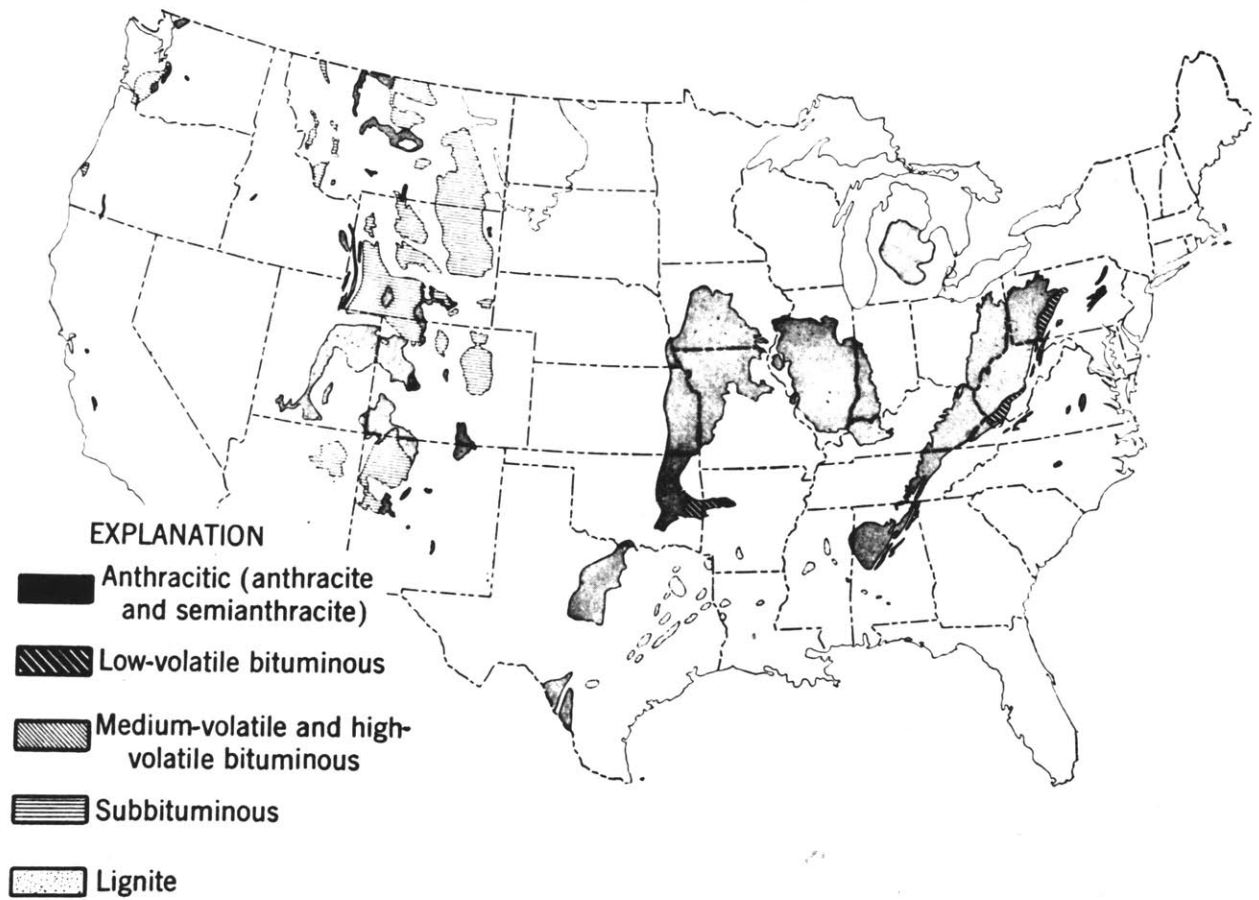 EXPLANATION
Anthracitic (anthracite
and semianthracite)
Low-volatile bituminous
Medium-volatile and high-
volatile bituminous
Subbituminous
Lignite